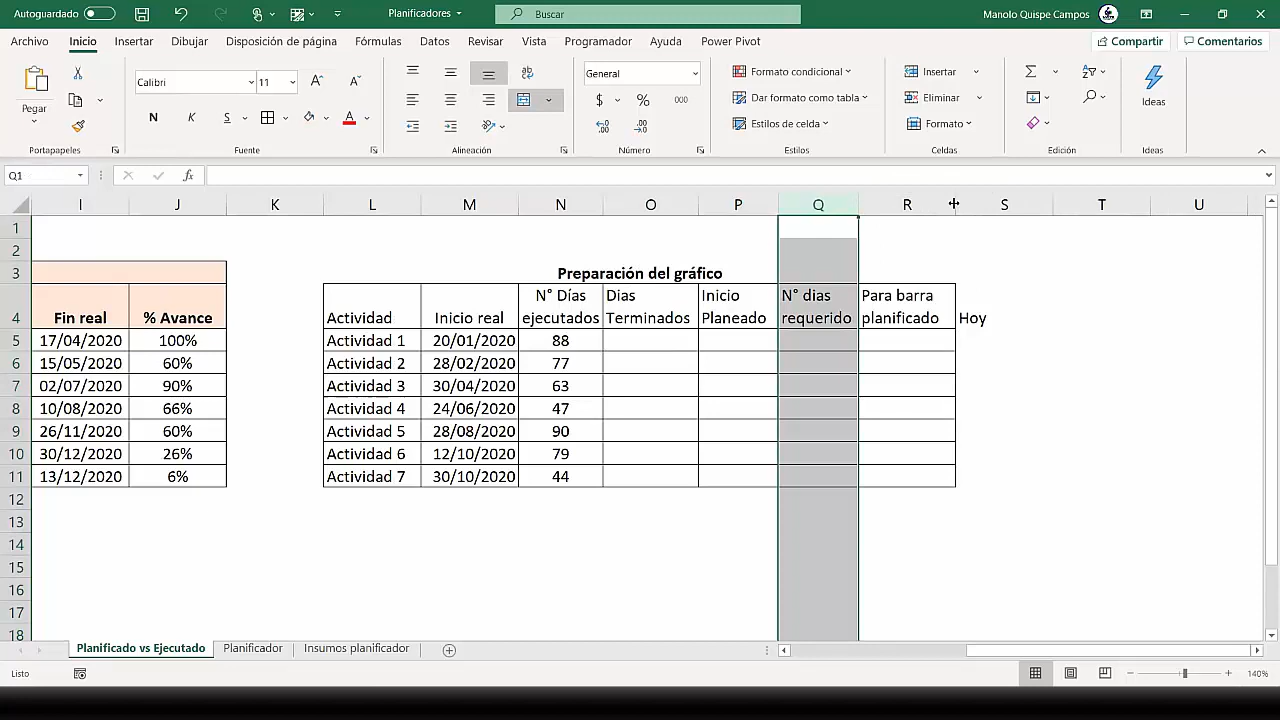 Autoguardado
Planificadores
Buscar
Manolo Quispe Campos
Archivo Inicio Insertar Dibujar Disposición de página Fórmulas Datos Revisar Vista Programador Ayuda Power Pivot
Compartir Comentarios
Pegar
Calibri 11
General
Formato condicional
Dar formato como tabla
Estilos de celda
Insertar
Eliminar
Formato
Ideas
N K S A
$ % 000
Portapapeles Fuente Alineación Número Estilos Celdas Edición Ideas
Q1 fx
I J K L M N O P Q R S T U
1
2
3 Preparación del gráfico
N° Días Dias Inicio N° dias Para barra
4 Fin real % Avance Actividad Inicio real ejecutados Terminados Planeado requerido planificado Hoy
5 17/04/2020 100% Actividad 1 20/01/2020 88
6 15/05/2020 60% Actividad 2 28/02/2020 77
7 02/07/2020 90% Actividad 3 30/04/2020 63
8 10/08/2020 66% Actividad 4 24/06/2020 47
9 26/11/2020 60% Actividad 5 28/08/2020 90
10 30/12/2020 26% Actividad 6 12/10/2020 79
11 13/12/2020 6% Actividad 7 30/10/2020 44
12
13
14
15
16
17
18
Planificado vs Ejecutado Planificador Insumos planificador
Listo
140%